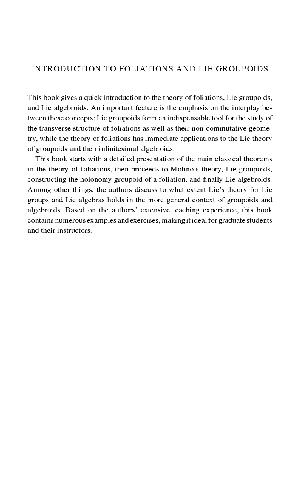 INTRODUCTION TO FOLIATIONS AND LIE GROUPOIDS
This book gives a quick introduction to the theory of foliations, Lie groupoids,
and Lie algebroids. An important feature is the emphasis on the interplay be-
tween these concepts: Lie groupoids form an indispensable tool for the study of
the transverse structure of foliations as well as their noncommutative geome-
try, while the theory of foliations has immediate applications to the Lie theory
of groupoids and their infinitesimal algebroids.
This book starts with a detailed presentation of the main classical theorems
in the theory of foliations, then proceeds to Molino's theory, Lie groupoids,
constructing the holonomy groupoid of a foliation, and finally Lie algebroids.
Among other things, the authors discuss to what extent Lie's theory for Lie
groups and Lie algebras holds in the more general context of groupoids and
algebroids. Based on the authors' extensive teaching experience, this book
contains numerous examples and exercises, making it ideal for graduate students
and their instructors.